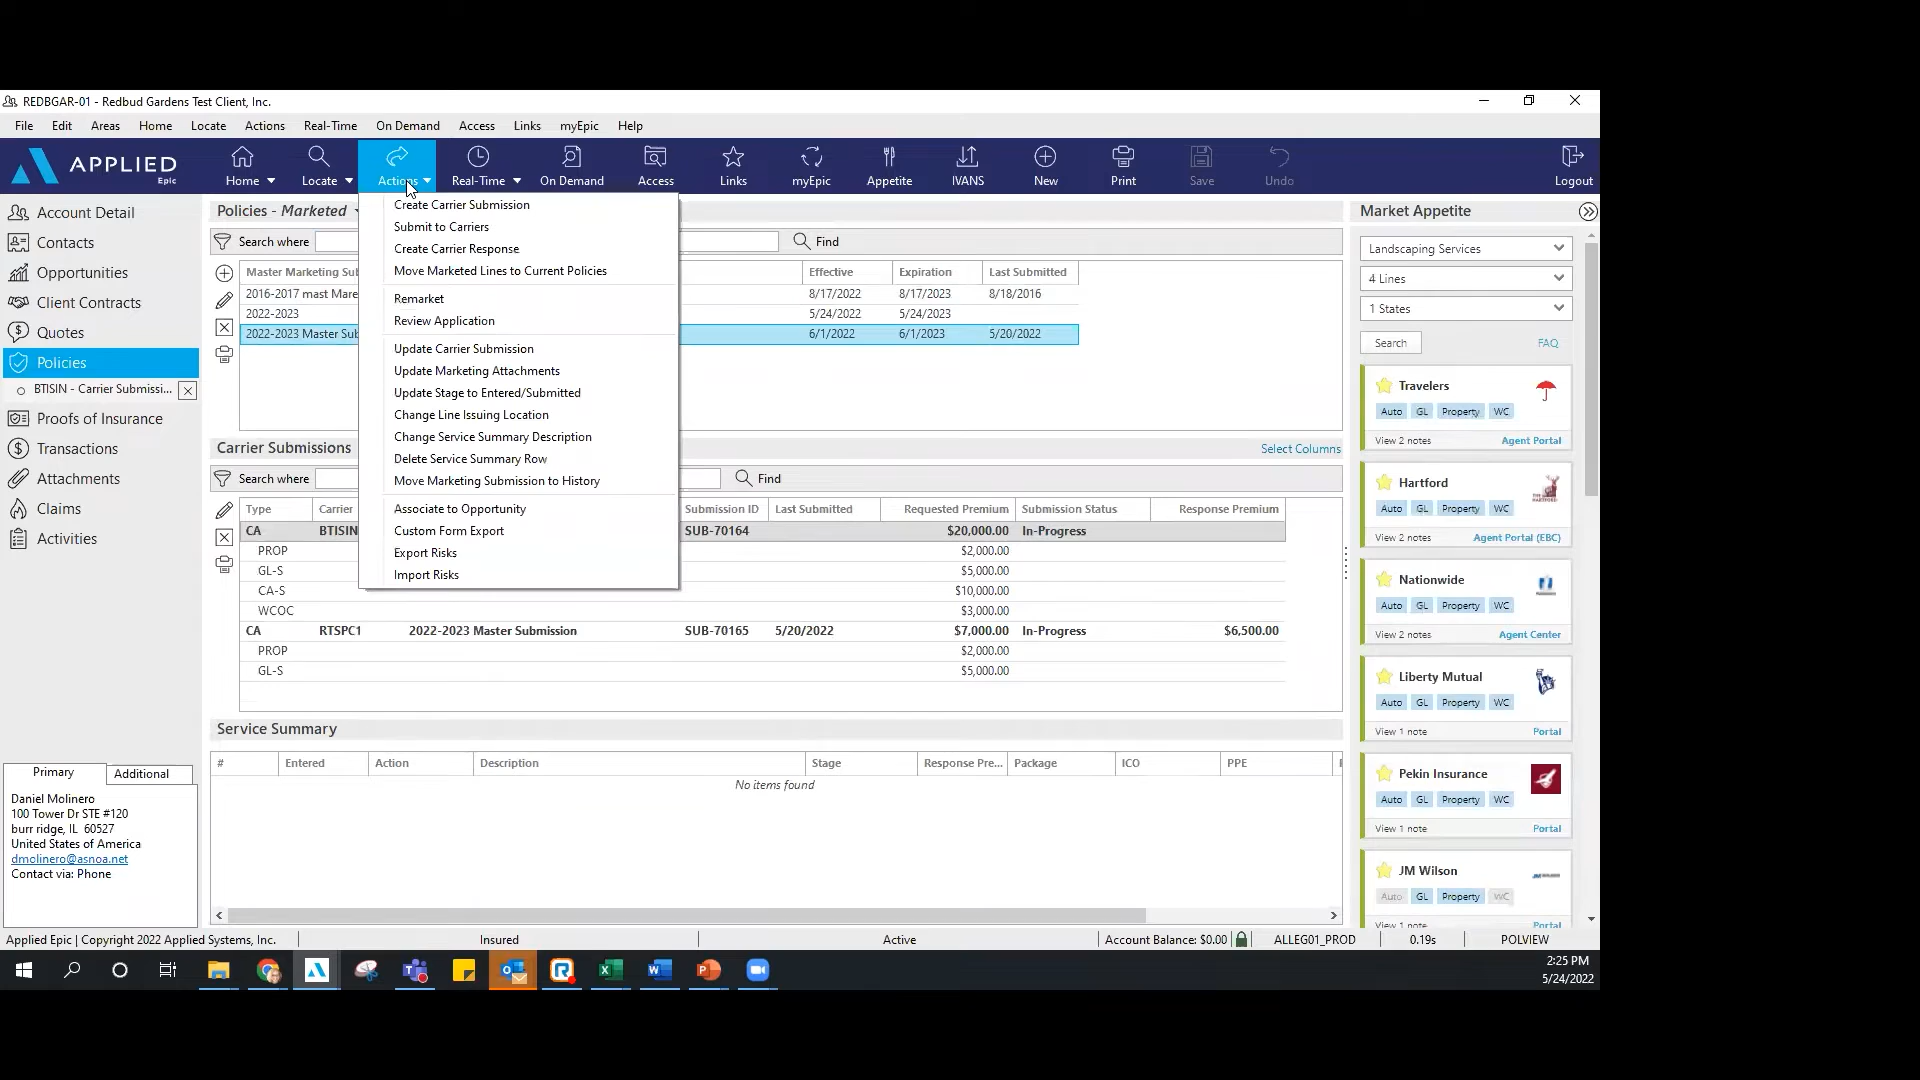 REDBGAR-01 - Redbud Gardens Test Client, Inc.
File Edit Areas Home Locate Actions Real-Time On Demand Access Links myEpic Help
APPLIED
Epic
Home Locate Actions Real-Time On Demand Access Links myEpic Appetite IVANS New Print Save Undo Logout
Account Detail
Contacts
Opportunities
Client Contracts
Quotes
Policies
BTISIN - Carrier Submissi...
Proofs of Insurance
Transactions
Attachments
Claims
Activities
Primary Additional
Daniel Molinero
100 Tower Dr STE #120
burr ridge, IL 60527
United States of America
dmolinero@asnoa.net
Contact via: Phone
Policies - Marketed
Search where Find
Master Marketing Sub Effective Expiration Last Submitted
2016-2017 mast Mare 8/17/2022 8/17/2023 8/18/2016
2022-2023 5/24/2022 5/24/2023
2022-2023 Master Sub 6/1/2022 6/1/2023 5/20/2022
Create Carrier Submission
Submit to Carriers
Create Carrier Response
Move Marketed Lines to Current Policies
Remarket
Review Application
Update Carrier Submission
Update Marketing Attachments
Update Stage to Entered/Submitted
Change Line Issuing Location
Change Service Summary Description
Delete Service Summary Row
Move Marketing Submission to History
Associate to Opportunity
Custom Form Export
Export Risks
Import Risks
Carrier Submissions Select Columns
Search where Find
Type Carrier Submission ID Last Submitted Requested Premium Submission Status Response Premium
CA BTISIN SUB-70164 $20,000.00 In-Progress
PROP $2,000.00
GL-S $5,000.00
CA-S $10,000.00
WCOC $3,000.00
CA RTSPC1 2022-2023 Master Submission SUB-70165 5/20/2022 $7,000.00 In-Progress $6,500.00
PROP $2,000.00
GL-S $5,000.00
Service Summary
# Entered Action Description Stage Response Pre... Package ICO PPE
No items found
Market Appetite
Landscaping Services
4 Lines
1 States
Search FAQ
Travelers
Auto GL Property WC
View 2 notes Agent Portal
Hartford
Auto GL Property WC
View 2 notes Agent Portal (EBC)
Nationwide
Auto GL Property WC
View 2 notes Agent Center
Liberty Mutual
Auto GL Property WC
View 1 note Portal
Pekin Insurance
Auto GL Property WC
View 1 note Portal
JM Wilson
Auto GL Property WC
View 1 note Portal
Applied Epic | Copyright 2022 Applied Systems, Inc. Insured Active Account Balance: $0.00 ALLEG01_PROD 0.19s POLVIEW
2:25 PM
5/24/2022